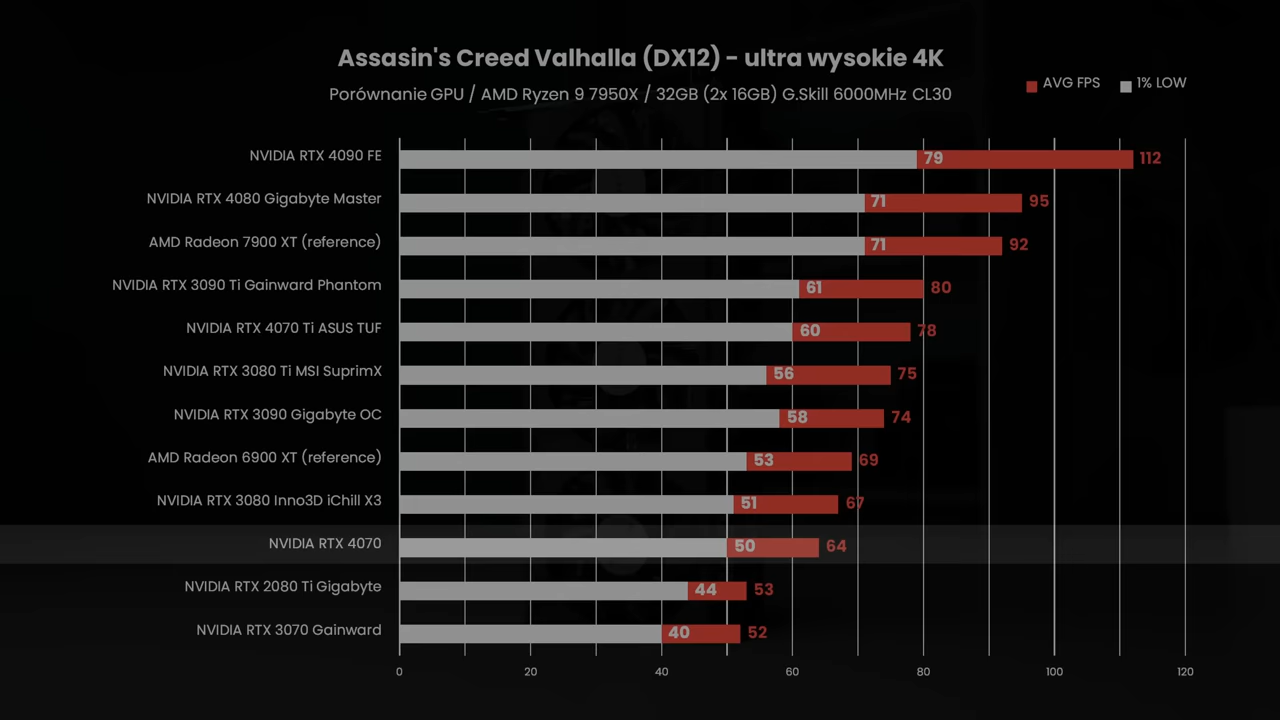 Assasin's Creed Valhalla (DX12) - ultra wysokie 4K
Porównanie GPU / AMD Ryzen 9 7950X / 32GB (2x 16GB) G.Skill 6000MHz CL30
AVG FPS 1% LOW
NVIDIA RTX 4090 FE 79 112
NVIDIA RTX 4080 Gigabyte Master 71 95
AMD Radeon 7900 XT (reference) 71 92
NVIDIA RTX 3090 Ti Gainward Phantom 61 80
NVIDIA RTX 4070 Ti ASUS TUF 60 78
NVIDIA RTX 3080 Ti MSI SuprimX 56 75
NVIDIA RTX 3090 Gigabyte OC 58 74
AMD Radeon 6900 XT (reference) 53 69
NVIDIA RTX 3080 Inno3D iChill X3 51 67
NVIDIA RTX 4070 50 64
NVIDIA RTX 2080 Ti Gigabyte 44 53
NVIDIA RTX 3070 Gainward 40 52
0 20 40 60 80 100 120